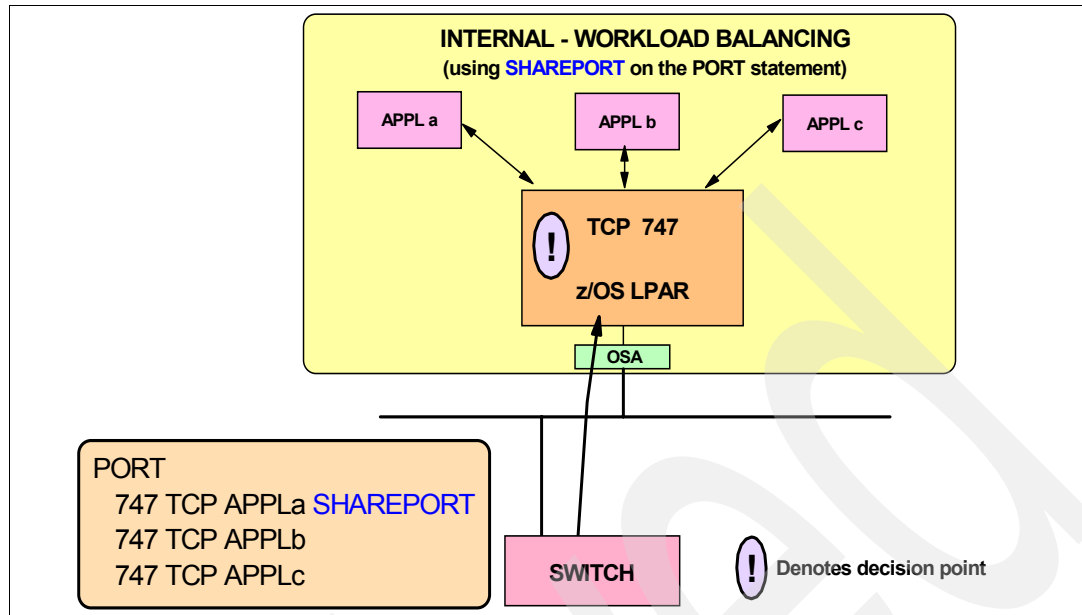 INTERNAL - WORKLOAD BALANCING
(using SHAREPORT on the PORT statement)
APPL a
APPL b
APPL c
!
TCP 747
z/OS LPAR
OSA
PORT
747 TCP APPLa SHAREPORT
747 TCP APPLb
747 TCP APPLc
SWITCH
!
Denotes decision point